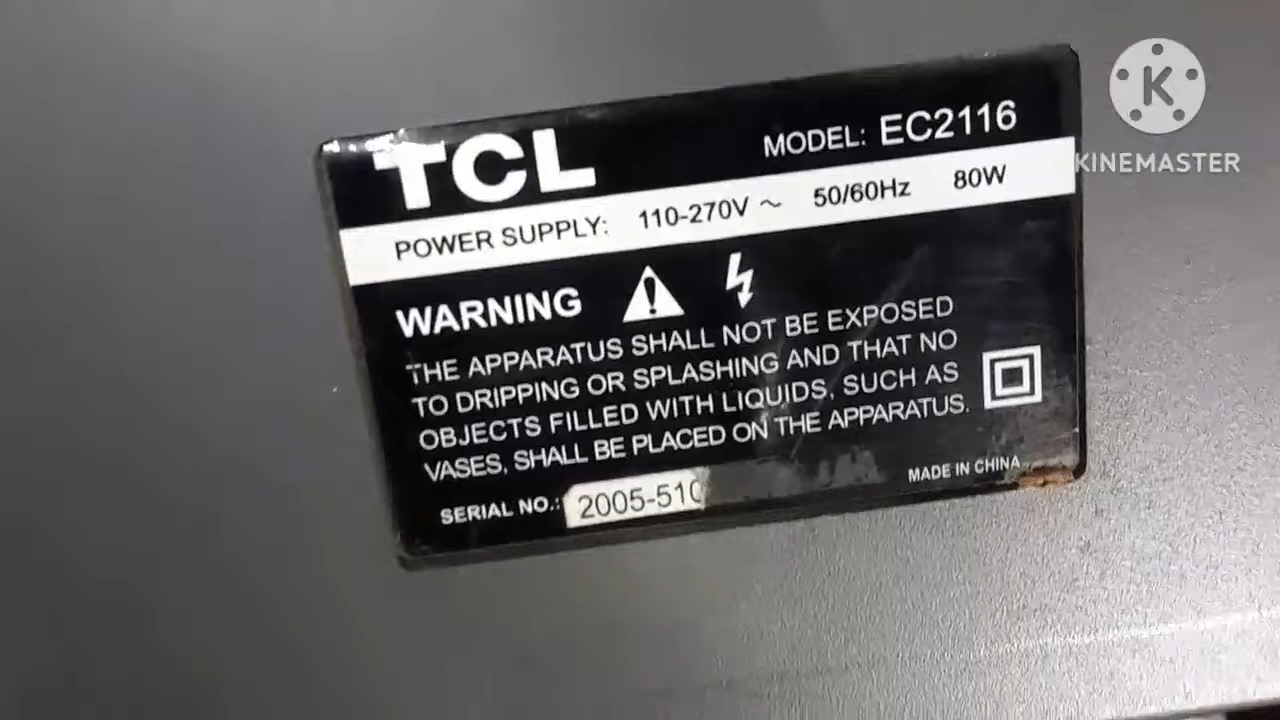 TCL MODEL: EC2116
POWER SUPPLY: 110-270V ~ 50/60Hz 80W
WARNING
THE APPARATUS SHALL NOT BE EXPOSED
TO DRIPPING OR SPLASHING AND THAT NO
OBJECTS FILLED WITH LIQUIDS, SUCH AS
VASES, SHALL BE PLACED ON THE APPARATUS.
MADE IN CHINA
SERIAL NO.: 2005-510
K
KINEMASTER